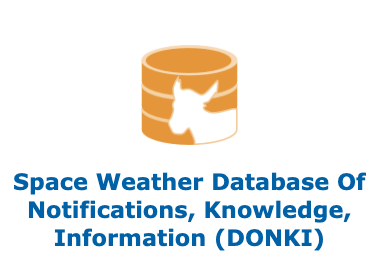 Space Weather Database Of
Notifications, Knowledge,
Information (DONKI)